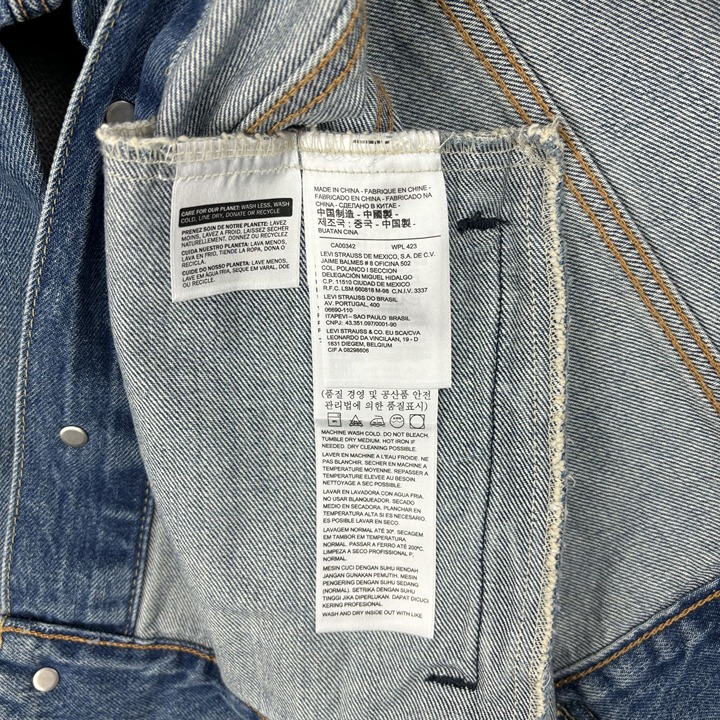 CARE FOR OUR PLANET: WASH LESS, WASH
COLD, LINE DRY, DONATE OR RECYCLE
PRENEZ SOIN DE NOTRE PLANETE: LAVEZ
MOINS, LAVEZ A FROID, LAISSEZ SÉCHER
NATURELLEMENT, DONNEZ OU RECYCLEZ
CUIDA NUESTRO PLANETA: LAVA MENOS,
LAVA EN FRIO, TIENDE LA ROPA, DONA O
RECICLA.
CUIDE DO NOSSO PLANETA: LAVE MENOS,
LAVE EM ÁGUA FRIA, SEQUE EM VARAL, DOE
OU RECICLE.
MADE IN CHINA - FABRIQUE EN CHINE -
FABRICADO EN CHINA - FABRICADO NA
CHINA - СДЕЛАНО В КИТАЕ -
中国制造 - 中國製 -
제조국 : 중국 - 中国製 -
BUATAN CINA
CA00342 WPL 423
LEVI STRAUSS DE MEXICO, S.A. DE C.V.
JAIME BALMES # 8 OFICINA 502
COL. POLANCO I SECCION
DELEGACIÓN MIGUEL HIDALGO
C.P. 11510 CIUDAD DE MEXICO
R.F.C. LSM 660818 M-98 C.N.I.V. 3337
LEVI STRAUSS DO BRASIL
AV. PORTUGAL, 400
06690-110
ITAPEVI – SAO PAULO BRASIL
CNPJ: 43.351.097/0001-90
LEVI STRAUSS & CO. EU SCA/CVA
LEONARDO DA VINCILAAN, 19 - D
1831 DIEGEM, BELGIUM
CIF A 08298606
(품질 경영 및 공산품 안전
관리법에 의한 품질표시)
MACHINE WASH COLD. DO NOT BLEACH.
TUMBLE DRY MEDIUM. HOT IRON IF
NEEDED. DRY CLEANING POSSIBLE.
LAVER EN MACHINE A L'EAU FROIDE. NE
PAS BLANCHIR. SECHER EN MACHINE A
TEMPERATURE MOYENNE. REPASSER A
TEMPERATURE ELEVEE AU BESOIN.
NETTOYAGE A SEC POSSIBLE.
LAVAR EN LAVADORA CON AGUA FRIA.
NO USAR BLANQUEADOR. SECADO
MEDIO EN SECADORA. PLANCHAR EN
TEMPERATURA ALTA SI ES NECESARIO.
ES POSIBLE LAVAR EN SECO.
LAVAGEM NORMAL ATÉ 30º. SECAGEM
EM TAMBOR EM TEMPERATURA
NORMAL. PASSAR A FERRO ATÉ 200ºC.
LIMPEZA A SECO PROFISSIONAL P,
NORMAL.
MESIN CUCI DENGAN SUHU RENDAH
JANGAN GUNAKAN PEMUTIH. MESIN
PENGERING DENGAN SUHU SEDANG
(NORMAL). SETRIKA DENGAN SUHU
TINGGI JIKA DIPERLUKAN. DAPAT DICUCI
KERING PROFESSIONAL.
WASH AND DRY INSIDE OUT WITH LIKE